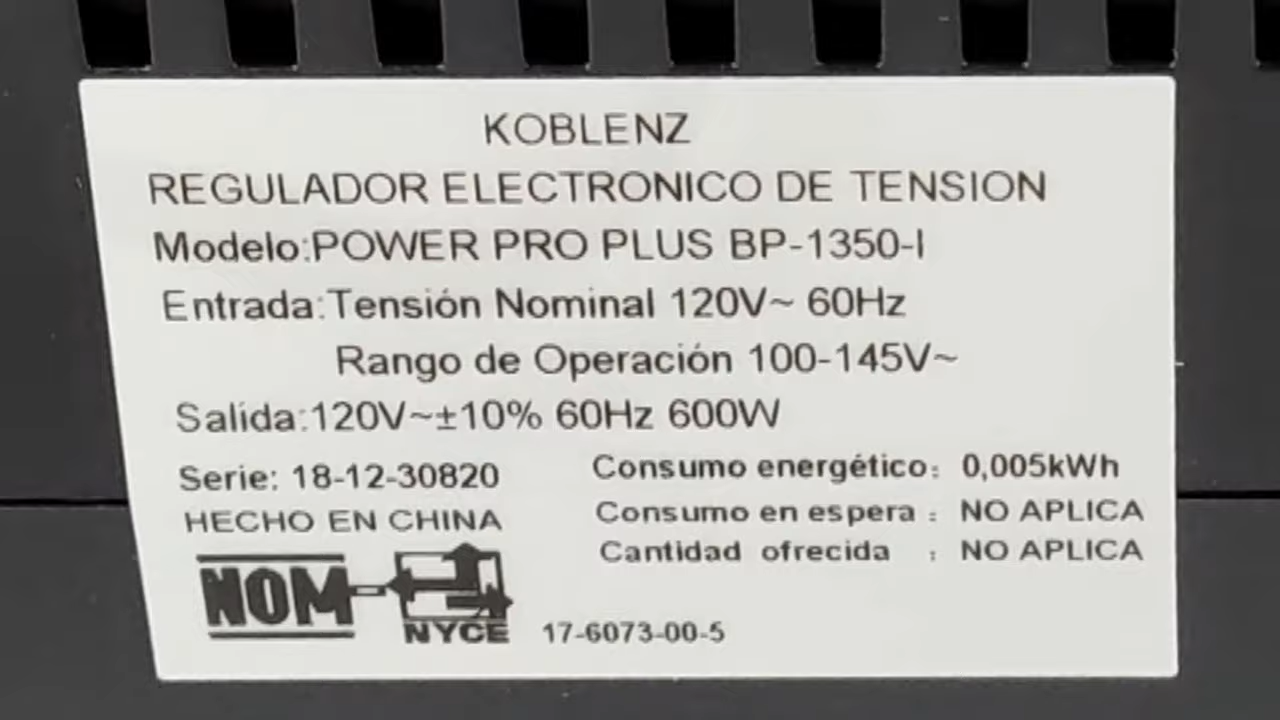 KOBLENZ
REGULADOR ELECTRONICO DE TENSION
Modelo:POWER PRO PLUS BP-1350-I
Entrada:Tensión Nominal 120V~ 60Hz
Rango de Operación 100-145V~
Salida:120V~±10% 60Hz 600W
Serie: 18-12-30820
HECHO EN CHINA
Consumo energético: 0,005kWh
Consumo en espera : NO APLICA
Cantidad ofrecida : NO APLICA
NOM
NYCE
17-6073-00-5